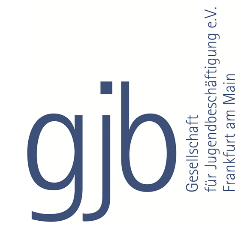 gjb
Gesellschaft
für Jugendbeschäftigung e.V.
Frankfurt am Main